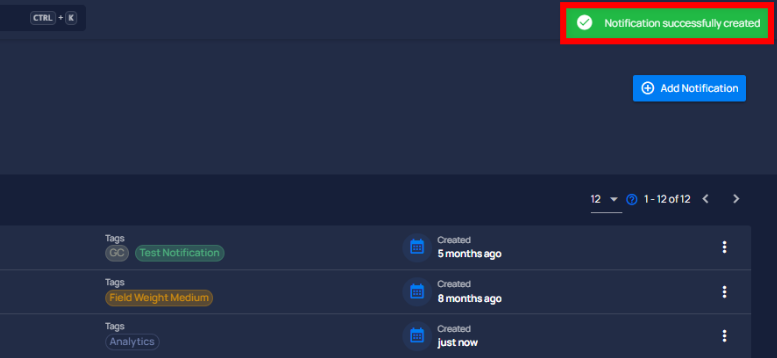 CTRL + K
Notification successfully created
Add Notification
12 1 - 12 of 12
Tags
GC Test Notification
Created
5 months ago
Tags
Field Weight Medium
Created
8 months ago
Tags
Analytics
Created
just now